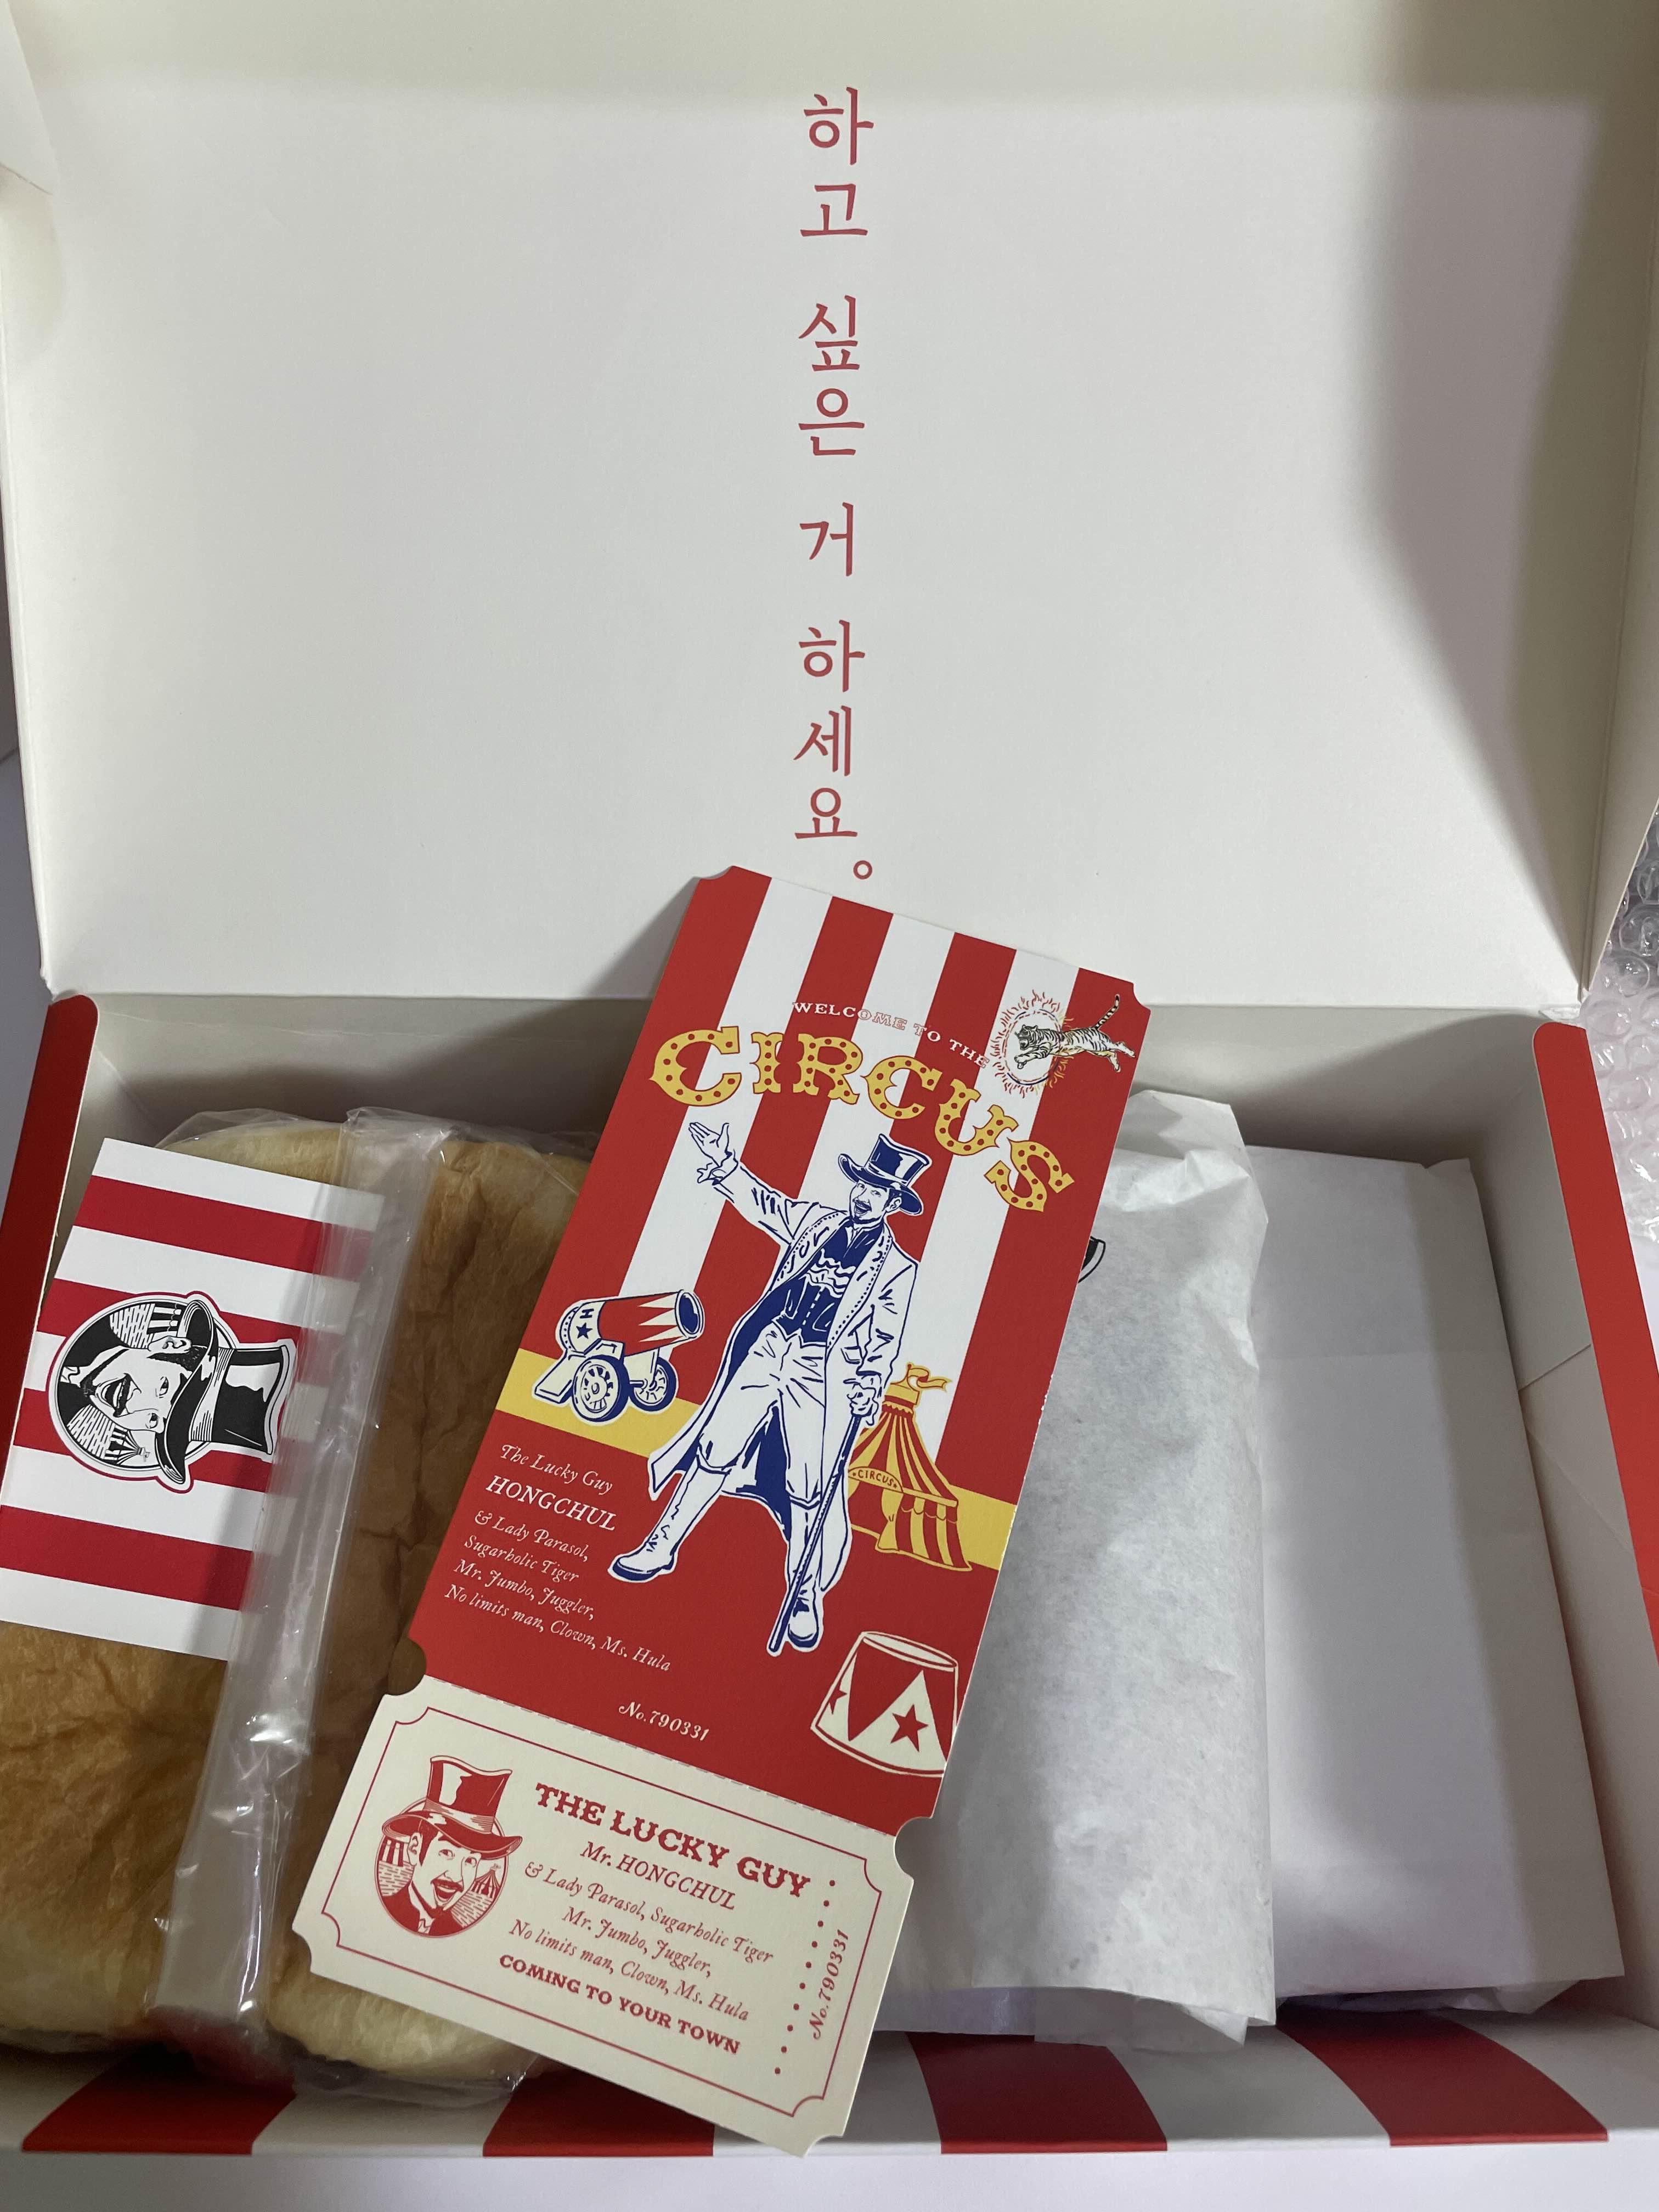 하고 싶은 거 하세요。
WELCOME TO THE
CIRCUS
H
CIRCUS
The Lucky Guy
HONGCHUL
& Lady Parasol,
Sugarholic Tiger
Mr. Jumbo, Juggler,
No limits man, Clown, Ms. Hula
No.790331
THE LUCKY GUY
Mr. HONGCHUL
& Lady Parasol, Sugarholic Tiger
Mr. Jumbo, Juggler,
No limits man, Clown, Ms. Hula
COMING TO YOUR TOWN
No.790331